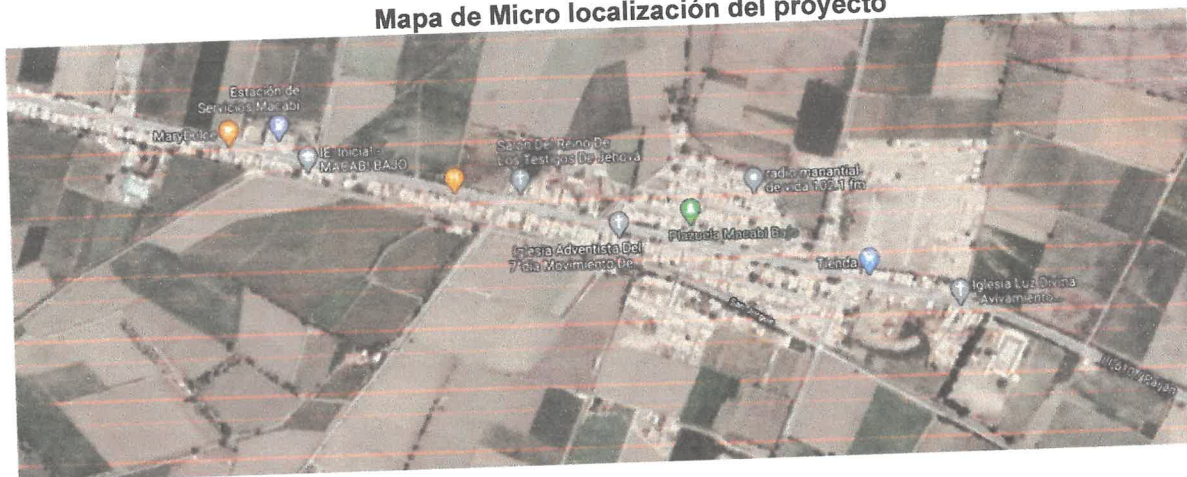 Mapa de Micro localización del proyecto
Estación de
Servicios Macabi
MaryDulce
IE. Inicial -
MACABI BAJO
Salón Del Reino De
Los Testigos De Jehová
radio manantial
de vida 102.1 fm
Iglesia Adventista Del
7° día Movimiento De...
Plazuela Macabi Bajo
Tienda
Iglesia Luz Divina
Avivamiento...